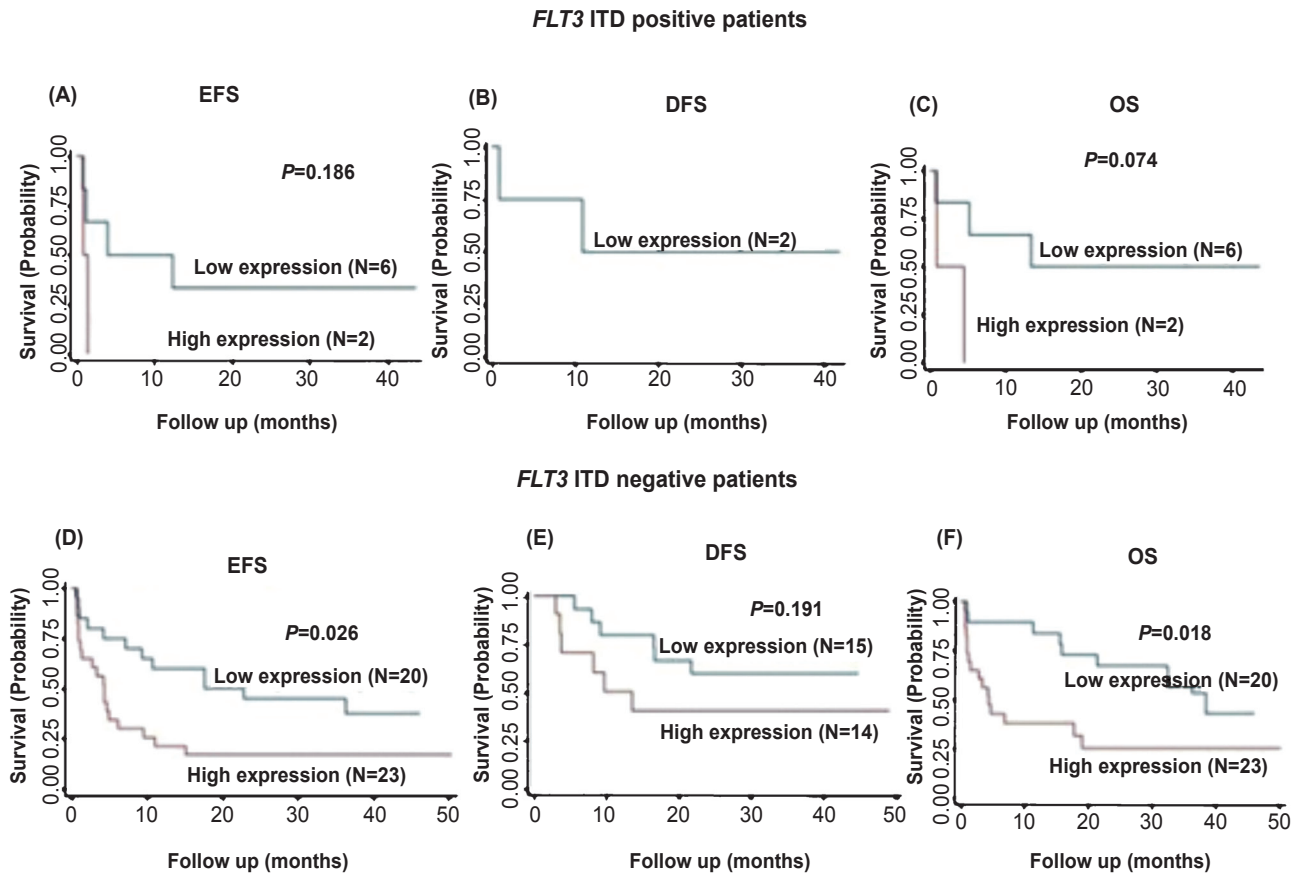 FLT3 ITD positive patients
(A)
EFS
Survival (Probability)
1.00
0.75
0.50
0.25
0.00
P=0.186
Low expression (N=6)
High expression (N=2)
0 10 20 30 40
Follow up (months)
(B)
DFS
Survival (Probability)
1.00
0.75
0.50
0.25
0.00
Low expression (N=2)
0 10 20 30 40
Follow up (months)
(C)
OS
Survival (Probability)
1.00
0.75
0.50
0.25
0.00
P=0.074
Low expression (N=6)
High expression (N=2)
0 10 20 30 40
Follow up (months)
FLT3 ITD negative patients
(D)
EFS
Survival (Probability)
1.00
0.75
0.50
0.25
0.00
P=0.026
Low expression (N=20)
High expression (N=23)
0 10 20 30 40 50
Follow up (months)
(E)
DFS
Survival (Probability)
1.00
0.75
0.50
0.25
0.00
P=0.191
Low expression (N=15)
High expression (N=14)
0 10 20 30 40 50
Follow up (months)
(F)
OS
Survival (Probability)
1.00
0.75
0.50
0.25
0.00
P=0.018
Low expression (N=20)
High expression (N=23)
0 10 20 30 40 50
Follow up (months)